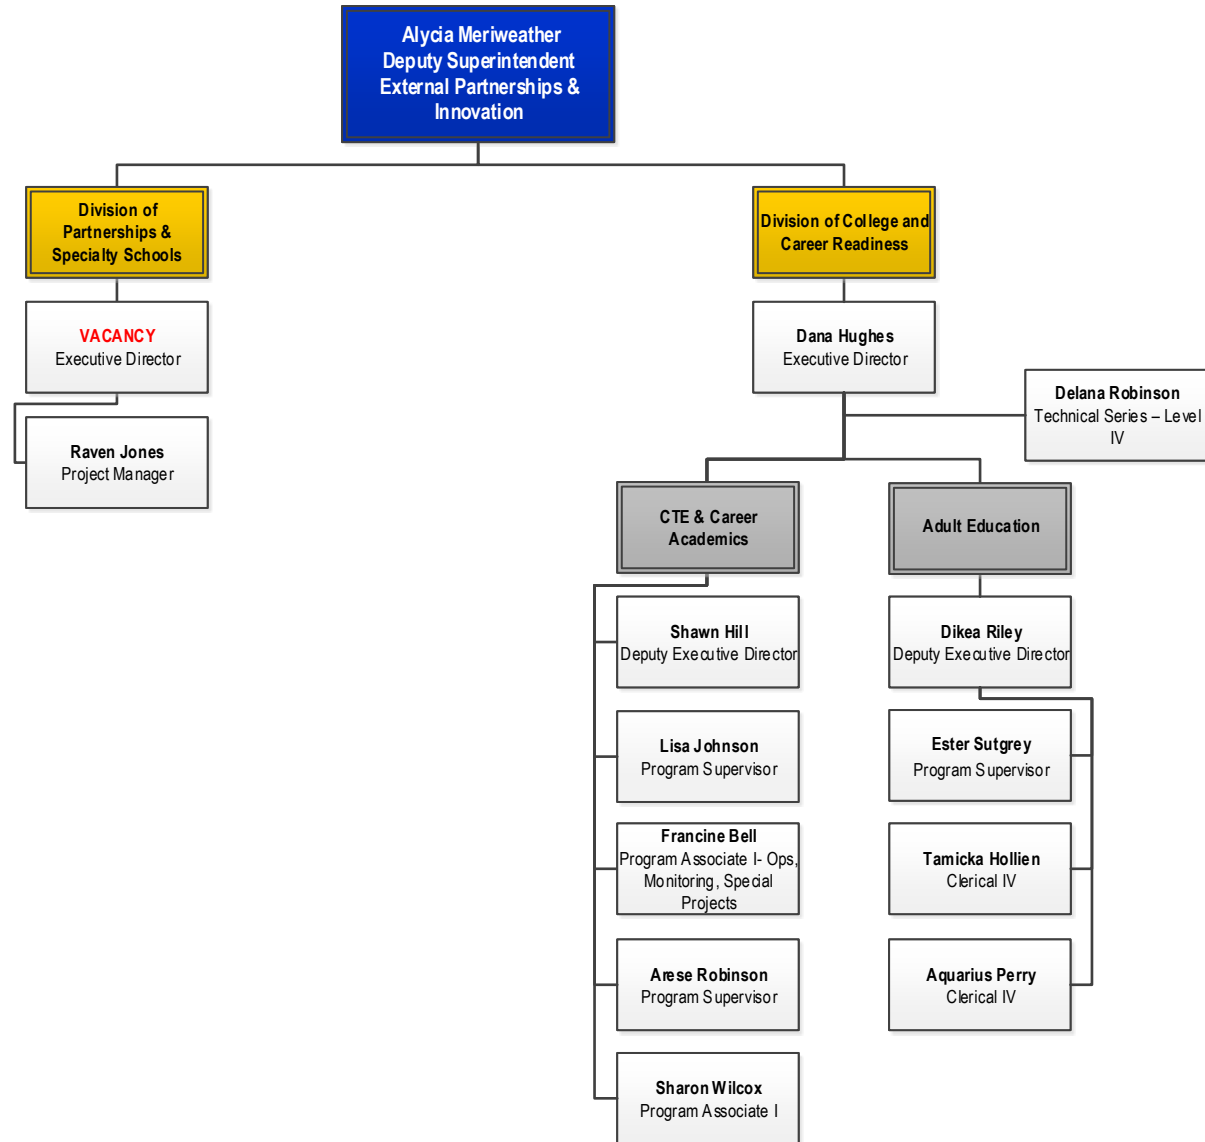 Alycia Meriweather
Deputy Superintendent
External Partnerships &
Innovation
Division of
Partnerships &
Specialty Schools
Division of College and
Career Readiness
VACANCY
Executive Director
Dana Hughes
Executive Director
Raven Jones
Project Manager
Delana Robinson
Technical Series – Level
IV
CTE & Career
Academics
Adult Education
Shawn Hill
Deputy Executive Director
Dikea Riley
Deputy Executive Director
Lisa Johnson
Program Supervisor
Ester Sutgrey
Program Supervisor
Francine Bell
Program Associate I- Ops,
Monitoring, Special
Projects
Tamicka Hollien
Clerical IV
Arese Robinson
Program Supervisor
Aquarius Perry
Clerical IV
Sharon Wilcox
Program Associate I